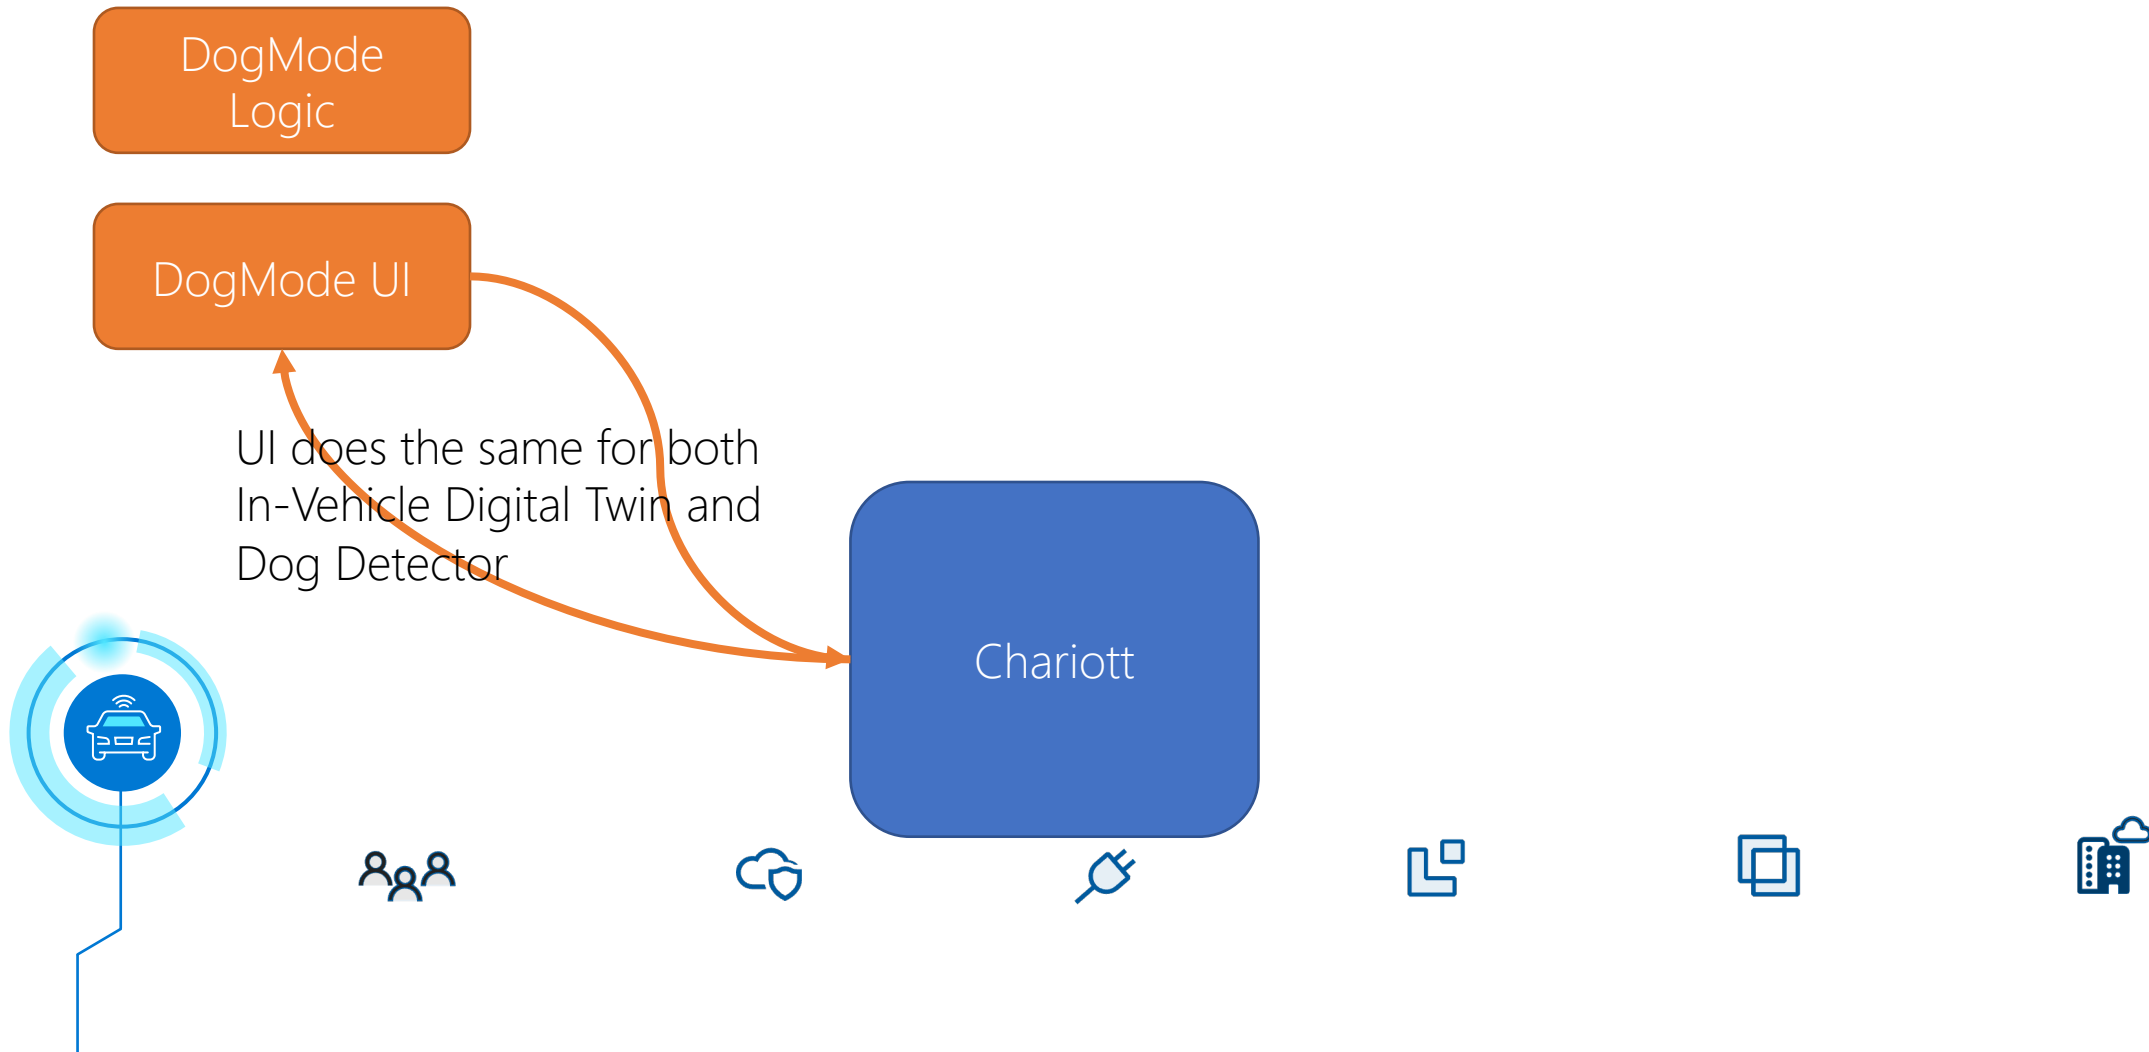 DogMode
Logic
DogMode UI
UI does the same for both
In-Vehicle Digital Twin and
Dog Detector
Chariott